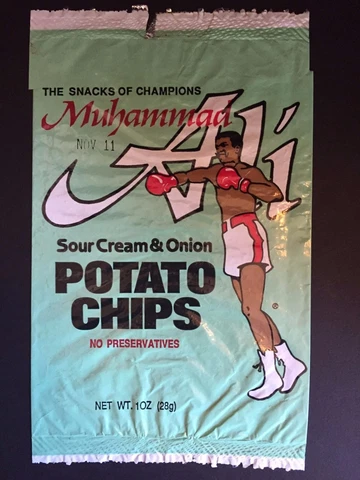 THE SNACKS OF CHAMPIONS
Muhammad
Ali
NOV 11
Sour Cream & Onion
POTATO
CHIPS
NO PRESERVATIVES
®
NET WT. 1OZ (28g)